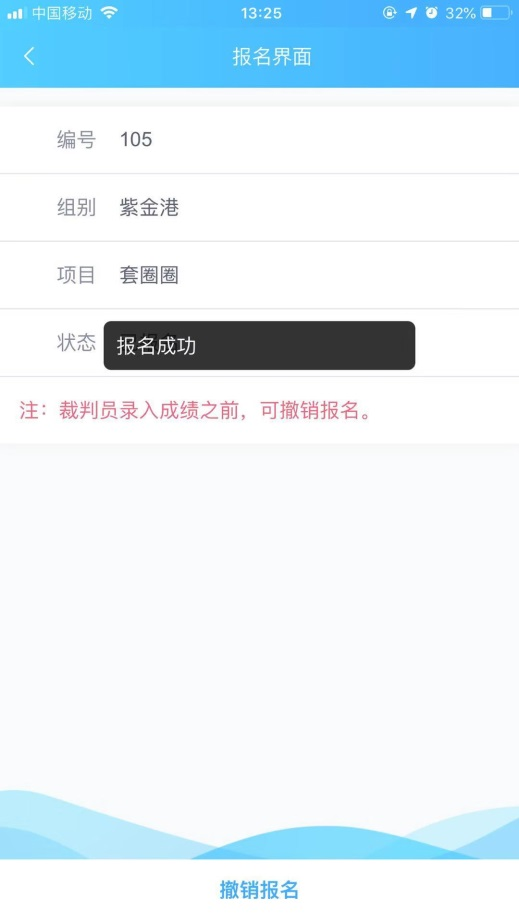 中国移动 13:25 32%
报名界面
编号 105
组别 紫金港
项目 套圈圈
状态
报名成功
注：裁判员录入成绩之前，可撤销报名。
撤销报名